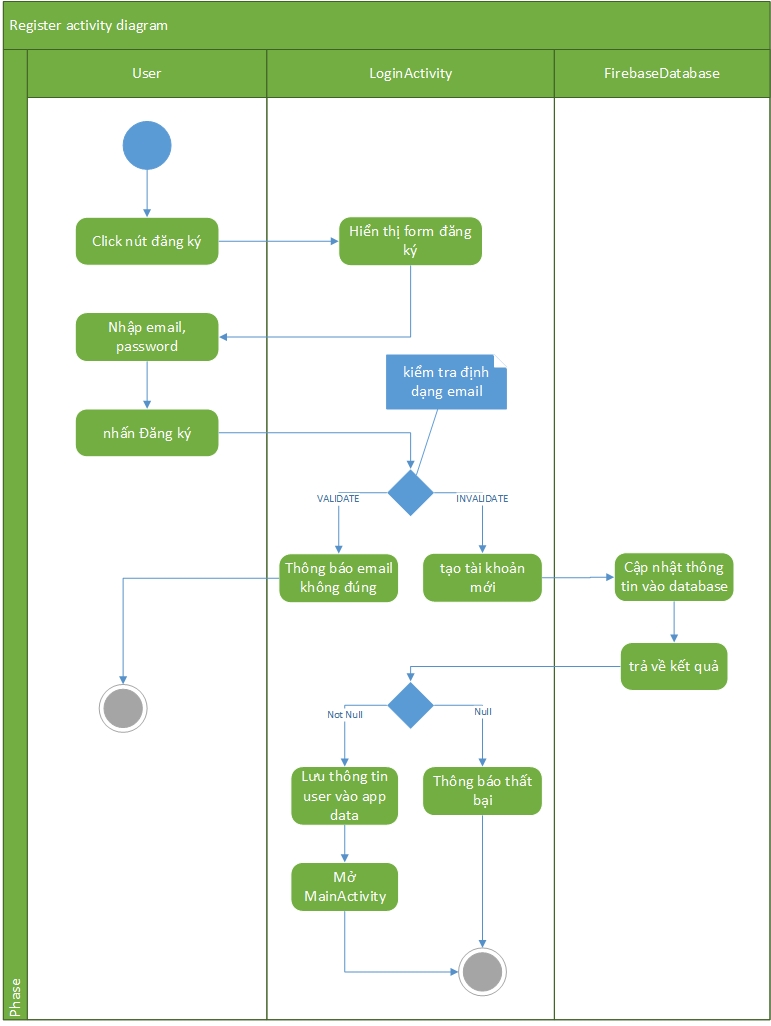 Register activity diagram
User
LoginActivity
FirebaseDatabase
Click nút đăng ký
Hiển thị form đăng
ký
Nhập email,
password
kiểm tra định
dạng email
nhấn Đăng ký
VALIDATE
INVALIDATE
Thông báo email
không đúng
tạo tài khoản
mới
Cập nhật thông
tin vào database
trả về kết quả
Not Null
Null
Lưu thông tin
user vào app
data
Thông báo thất
bại
Mở
MainActivity
Phase